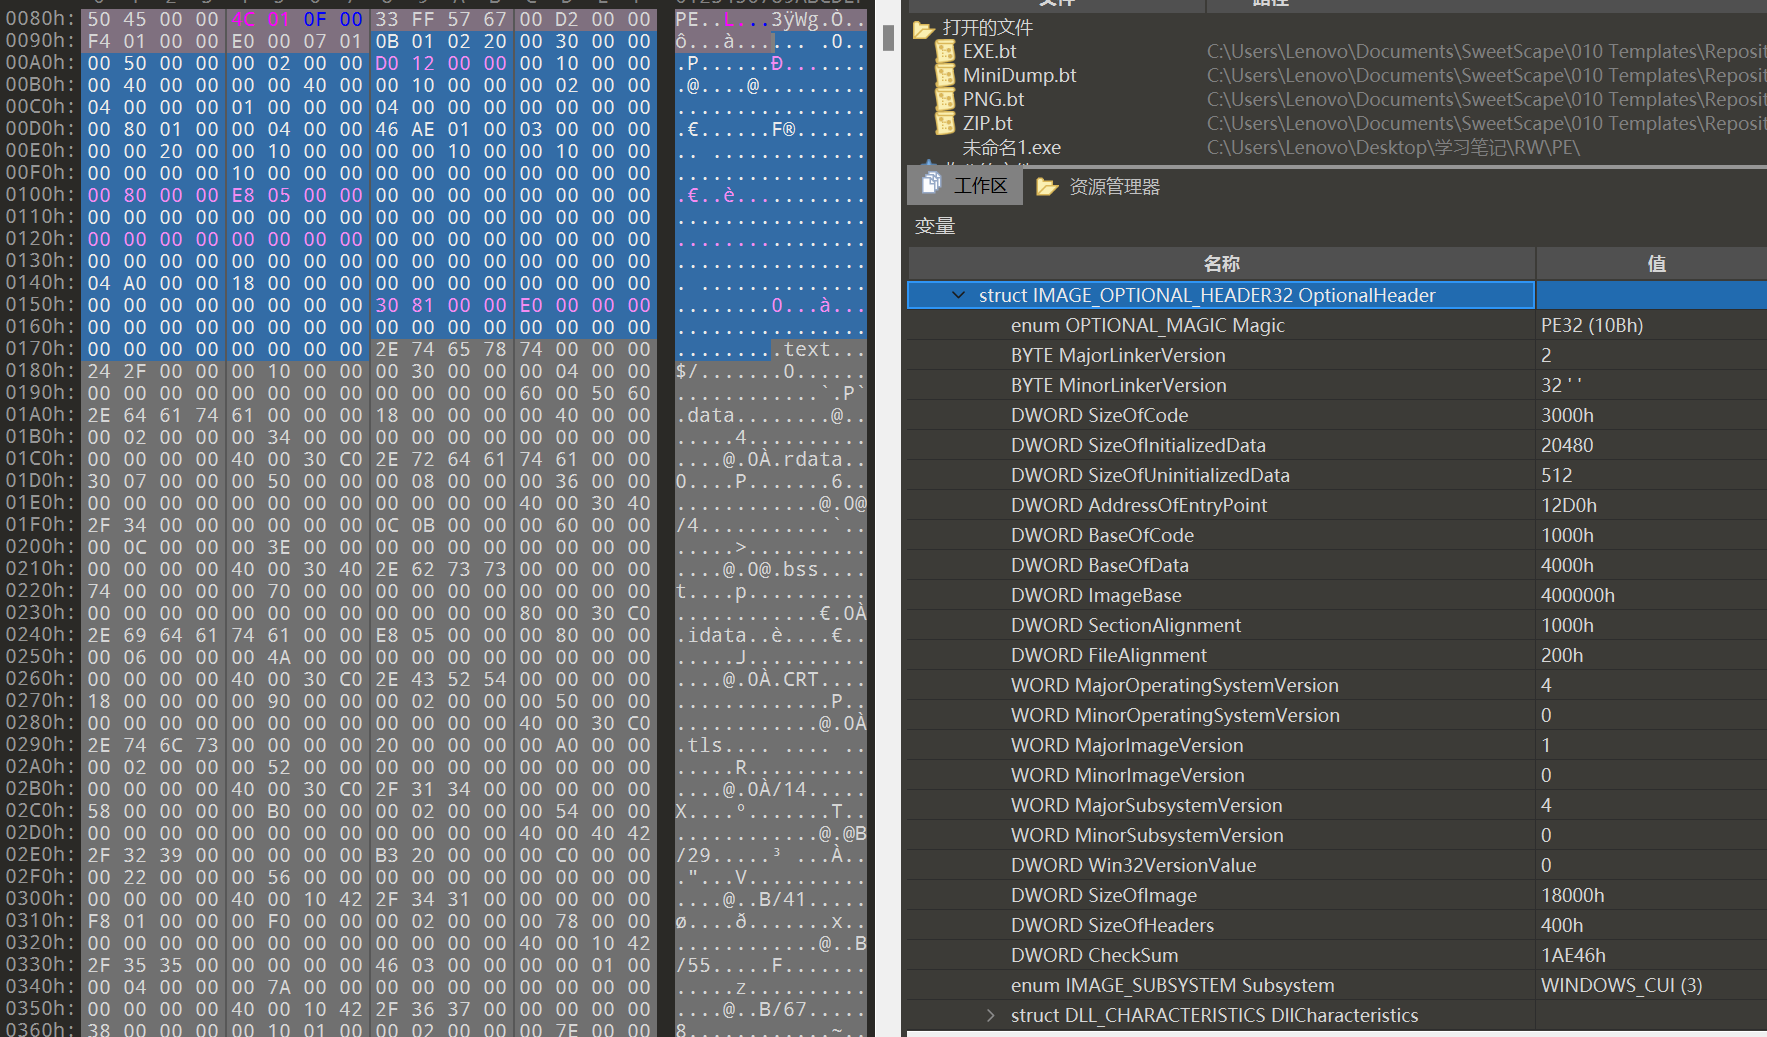 0080h: 50 45 00 00 4C 01 0F 00 33 FF 57 67 00 D2 00 00 PE..L...3ÿWg.Ò..
0090h: F4 01 00 00 E0 00 07 01 0B 01 02 20 00 30 00 00 ô...à...... .0..
00A0h: 00 50 00 00 00 02 00 00 D0 12 00 00 00 10 00 00 .P......Ð.......
00B0h: 00 40 00 00 00 00 40 00 00 10 00 00 00 02 00 00 .@....@.........
00C0h: 04 00 00 00 01 00 00 00 04 00 00 00 00 00 00 00 ................
00D0h: 00 80 01 00 00 04 00 00 46 AE 01 00 03 00 00 00 .€......F®......
00E0h: 00 00 20 00 00 10 00 00 00 00 10 00 00 10 00 00 .. .............
00F0h: 00 00 00 00 10 00 00 00 00 00 00 00 00 00 00 00 ................
0100h: 00 80 00 00 E8 05 00 00 00 00 00 00 00 00 00 00 .€..è...........
0110h: 00 00 00 00 00 00 00 00 00 00 00 00 00 00 00 00 ................
0120h: 00 00 00 00 00 00 00 00 00 00 00 00 00 00 00 00 ................
0130h: 00 00 00 00 00 00 00 00 00 00 00 00 00 00 00 00 ................
0140h: 04 A0 00 00 18 00 00 00 00 00 00 00 00 00 00 00 . ..............
0150h: 00 00 00 00 00 00 00 00 30 81 00 00 E0 00 00 00 ........0...à...
0160h: 00 00 00 00 00 00 00 00 00 00 00 00 00 00 00 00 ................
0170h: 00 00 00 00 00 00 00 00 2E 74 65 78 74 00 00 00 .........text...
0180h: 24 2F 00 00 00 10 00 00 00 30 00 00 00 04 00 00 $/.......0......
0190h: 00 00 00 00 00 00 00 00 00 00 00 00 60 00 50 60 ............`.P`
01A0h: 2E 64 61 74 61 00 00 00 18 00 00 00 00 40 00 00 .data........@..
01B0h: 00 02 00 00 00 34 00 00 00 00 00 00 00 00 00 00 .....4..........
01C0h: 00 00 00 00 40 00 30 C0 2E 72 64 61 74 61 00 00 ....@.0À.rdata..
01D0h: 30 07 00 00 00 50 00 00 00 08 00 00 00 36 00 00 0....P.......6..
01E0h: 00 00 00 00 00 00 00 00 00 00 00 00 40 00 30 40 ............@.0@
01F0h: 2F 34 00 00 00 00 00 00 0C 0B 00 00 00 60 00 00 /4...........`..
0200h: 00 0C 00 00 00 3E 00 00 00 00 00 00 00 00 00 00 .....>..........
0210h: 00 00 00 00 40 00 30 40 2E 62 73 73 00 00 00 00 ....@.0@.bss....
0220h: 74 00 00 00 00 70 00 00 00 00 00 00 00 00 00 00 t....p..........
0230h: 00 00 00 00 00 00 00 00 00 00 00 00 80 00 30 C0 ............€.0À
0240h: 2E 69 64 61 74 61 00 00 E8 05 00 00 00 80 00 00 .idata..è....€..
0250h: 00 06 00 00 00 4A 00 00 00 00 00 00 00 00 00 00 .....J..........
0260h: 00 00 00 00 40 00 30 C0 2E 43 52 54 00 00 00 00 ....@.0À.CRT....
0270h: 18 00 00 00 00 90 00 00 00 02 00 00 00 50 00 00 .............P..
0280h: 00 00 00 00 00 00 00 00 00 00 00 00 40 00 30 C0 ............@.0À
0290h: 2E 74 6C 73 00 00 00 00 20 00 00 00 00 A0 00 00 .tls.... .... ..
02A0h: 00 02 00 00 00 52 00 00 00 00 00 00 00 00 00 00 .....R..........
02B0h: 00 00 00 00 40 00 30 C0 2F 31 34 00 00 00 00 00 ....@.0À/14.....
02C0h: 58 00 00 00 00 B0 00 00 00 02 00 00 00 54 00 00 X....°.......T..
02D0h: 00 00 00 00 00 00 00 00 00 00 00 00 40 00 40 42 ............@.@B
02E0h: 2F 32 39 00 00 00 00 00 B3 20 00 00 00 C0 00 00 /29.....³ ...À..
02F0h: 00 22 00 00 00 56 00 00 00 00 00 00 00 00 00 00 ."...V..........
0300h: 00 00 00 00 40 00 10 42 2F 34 31 00 00 00 00 00 ....@..B/41.....
0310h: F8 01 00 00 00 F0 00 00 00 02 00 00 00 78 00 00 ø....ð.......x..
0320h: 00 00 00 00 00 00 00 00 00 00 00 00 40 00 10 42 ............@..B
0330h: 2F 35 35 00 00 00 00 00 46 03 00 00 00 00 01 00 /55.....F.......
0340h: 00 04 00 00 00 7A 00 00 00 00 00 00 00 00 00 00 .....z..........
0350h: 00 00 00 00 40 00 10 42 2F 36 37 00 00 00 00 00 ....@..B/67.....
0360h: 38 00 00 00 00 10 01 00 00 02 00 00 00 7E 00 00 8............~..
文件 路径
打开的文件
EXE.bt C:\Users\Lenovo\Documents\SweetScape\010 Templates\Reposit
MiniDump.bt C:\Users\Lenovo\Documents\SweetScape\010 Templates\Reposit
PNG.bt C:\Users\Lenovo\Documents\SweetScape\010 Templates\Reposit
ZIP.bt C:\Users\Lenovo\Documents\SweetScape\010 Templates\Reposit
未命名1.exe C:\Users\Lenovo\Desktop\学习笔记\RW\PE\
工作区 资源管理器
变量
名称 值
struct IMAGE_OPTIONAL_HEADER32 OptionalHeader
enum OPTIONAL_MAGIC Magic PE32 (10Bh)
BYTE MajorLinkerVersion 2
BYTE MinorLinkerVersion 32 ' '
DWORD SizeOfCode 3000h
DWORD SizeOfInitializedData 20480
DWORD SizeOfUninitializedData 512
DWORD AddressOfEntryPoint 12D0h
DWORD BaseOfCode 1000h
DWORD BaseOfData 4000h
DWORD ImageBase 400000h
DWORD SectionAlignment 1000h
DWORD FileAlignment 200h
WORD MajorOperatingSystemVersion 4
WORD MinorOperatingSystemVersion 0
WORD MajorImageVersion 1
WORD MinorImageVersion 0
WORD MajorSubsystemVersion 4
WORD MinorSubsystemVersion 0
DWORD Win32VersionValue 0
DWORD SizeOfImage 18000h
DWORD SizeOfHeaders 400h
DWORD CheckSum 1AE46h
enum IMAGE_SUBSYSTEM Subsystem WINDOWS_CUI (3)
struct DLL_CHARACTERISTICS DllCharacteristics